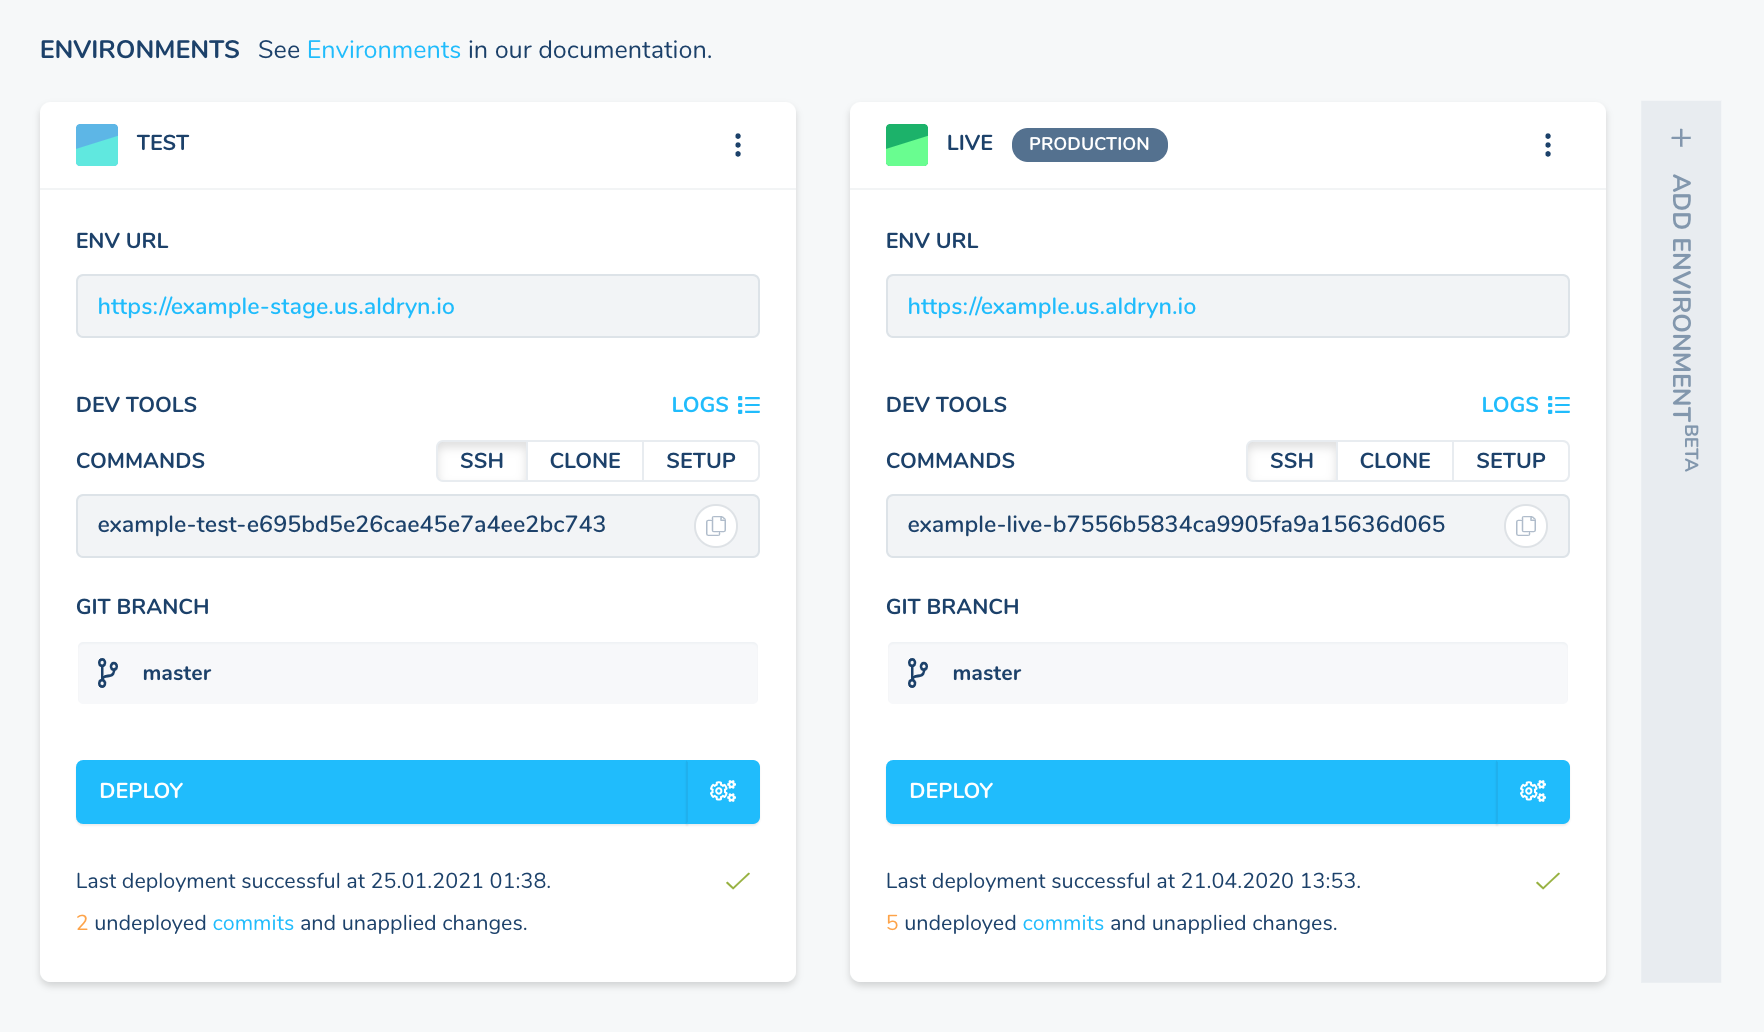 ENVIRONMENTS See Environments in our documentation.
TEST
ENV URL
https://example-stage.us.aldryn.io
DEV TOOLS LOGS
COMMANDS SSH CLONE SETUP
example-test-e695bd5e26cae45e7a4ee2bc743
GIT BRANCH
master
DEPLOY
Last deployment successful at 25.01.2021 01:38.
2 undeployed commits and unapplied changes.
LIVE PRODUCTION
ENV URL
https://example.us.aldryn.io
DEV TOOLS LOGS
COMMANDS SSH CLONE SETUP
example-live-b7556b5834ca9905fa9a15636d065
GIT BRANCH
master
DEPLOY
Last deployment successful at 21.04.2020 13:53.
5 undeployed commits and unapplied changes.
+ ADD ENVIRONMENT BETA